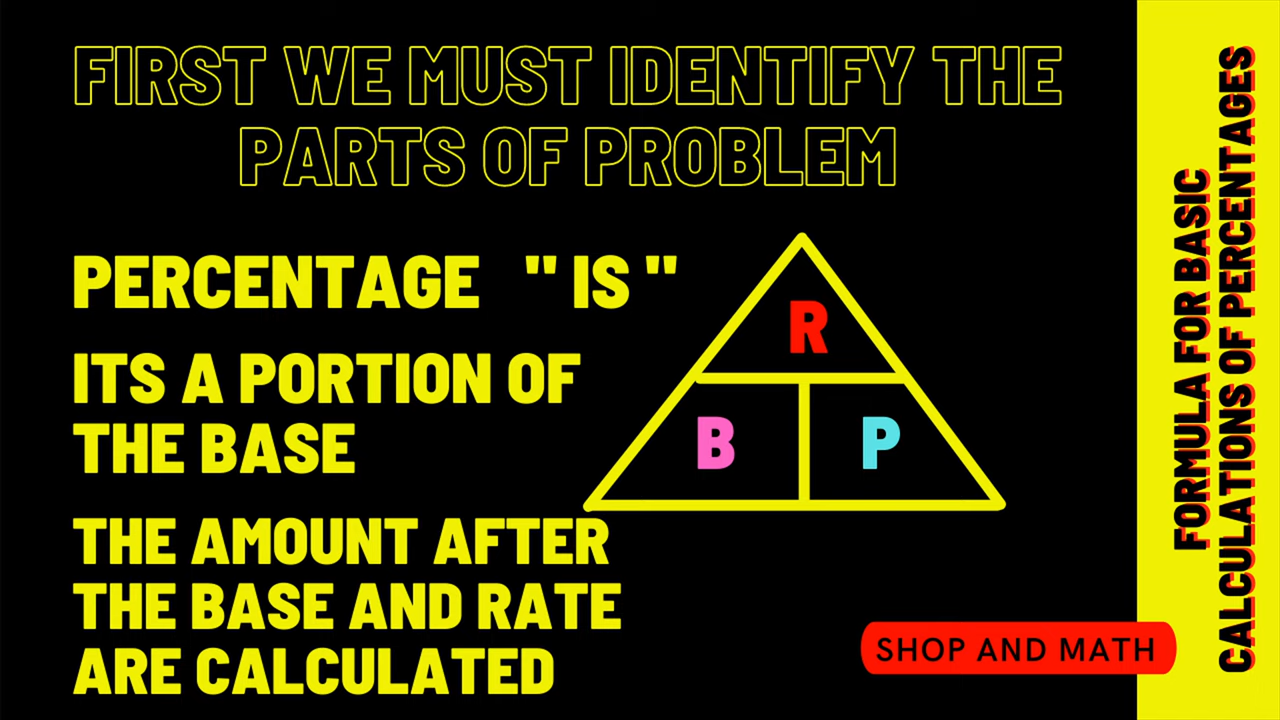 FIRST WE MUST IDENTIFY THE
PARTS OF PROBLEM
PERCENTAGE " IS "
ITS A PORTION OF
THE BASE
THE AMOUNT AFTER
THE BASE AND RATE
ARE CALCULATED
R
B P
SHOP AND MATH
FORMULA FOR BASIC
CALCULATIONS OF PERCENTAGES